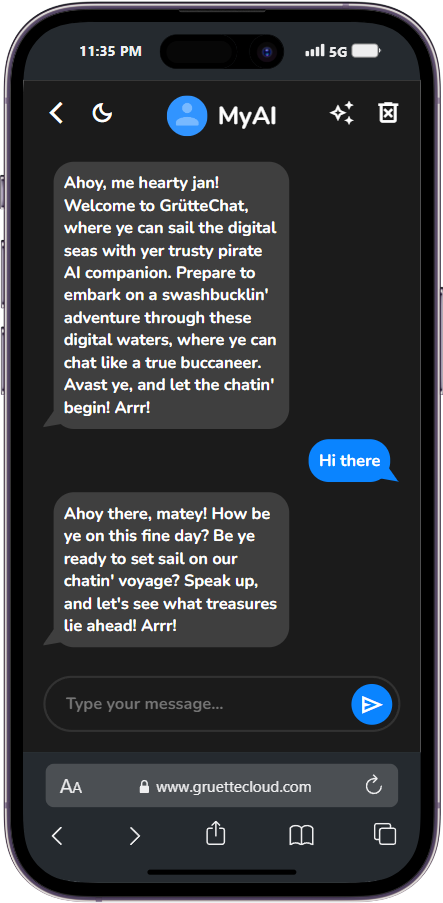 11:35 PM
5G
MyAI
Ahoy, me hearty jan!
Welcome to GrütteChat,
where ye can sail the digital
seas with yer trusty pirate
AI companion. Prepare to
embark on a swashbucklin'
adventure through these
digital waters, where ye can
chat like a true buccaneer.
Avast ye, and let the chatin'
begin! Arrr!
Hi there
Ahoy there, matey! How be
ye on this fine day? Be ye
ready to set sail on our
chatin' voyage? Speak up,
and let's see what treasures
lie ahead! Arrr!
Type your message...
AA
www.gruettecloud.com